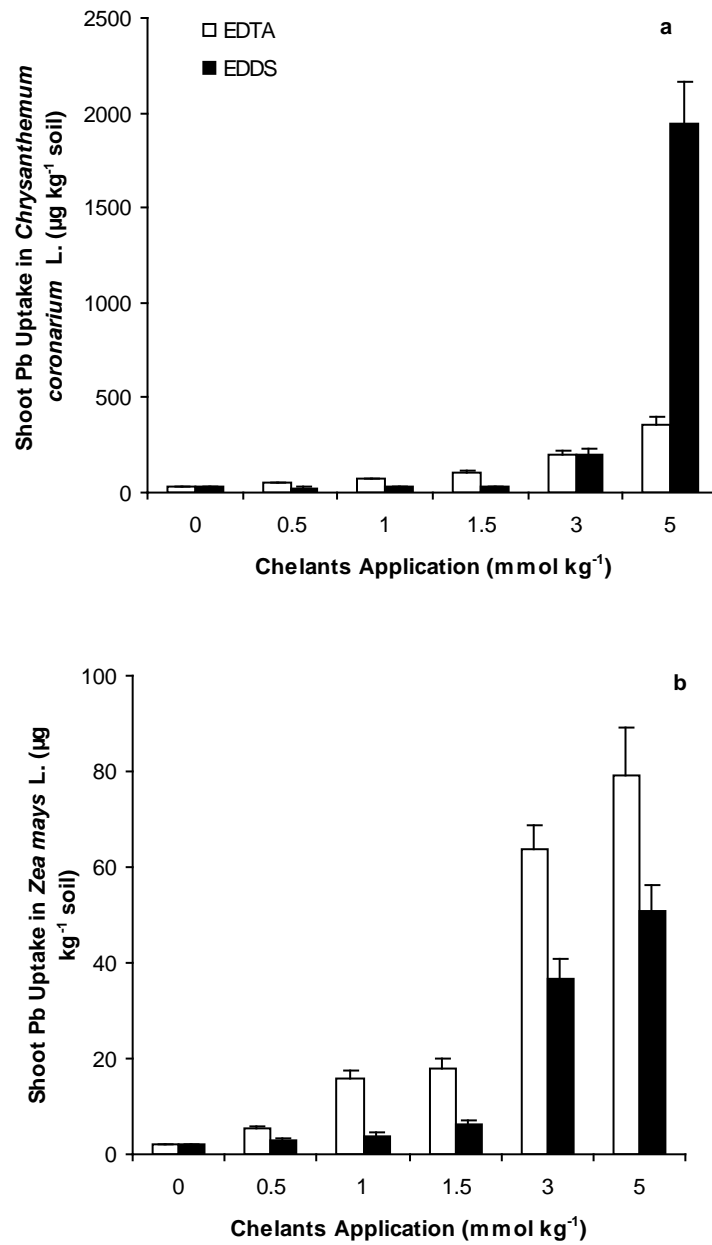 a
EDTA
EDDS
2500
2000
1500
1000
500
0
Shoot Pb Uptake in Chrysanthemum
coronarium L. (µg kg-1 soil)
0 0.5 1 1.5 3 5
Chelants Application (mmol kg-1)
b
100
80
60
40
20
0
Shoot Pb Uptake in Zea mays L. (µg
kg-1 soil)
0 0.5 1 1.5 3 5
Chelants Application (mmol kg-1)